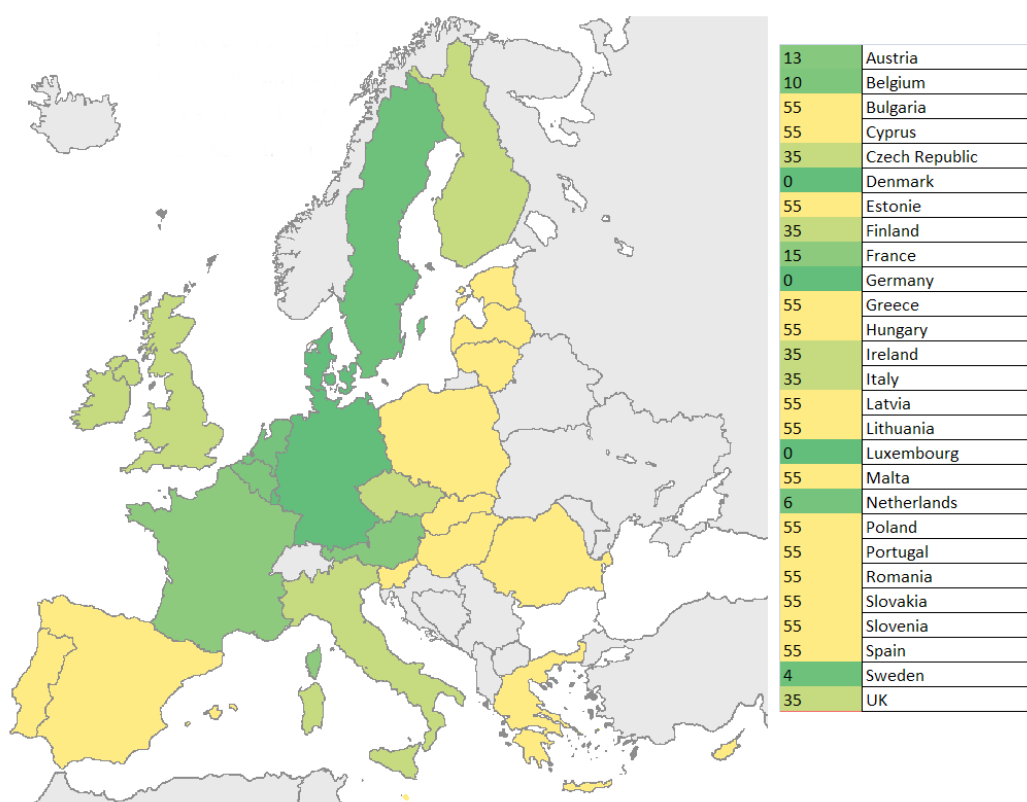 13 Austria
10 Belgium
55 Bulgaria
55 Cyprus
35 Czech Republic
0 Denmark
55 Estonie
35 Finland
15 France
0 Germany
55 Greece
55 Hungary
35 Ireland
35 Italy
55 Latvia
55 Lithuania
0 Luxembourg
55 Malta
6 Netherlands
55 Poland
55 Portugal
55 Romania
55 Slovakia
55 Slovenia
55 Spain
4 Sweden
35 UK